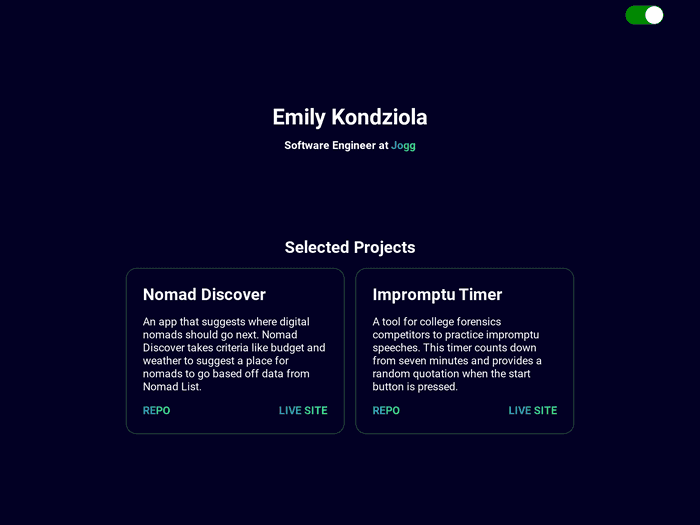 Emily Kondziola
Software Engineer at Jogg
Selected Projects
Nomad Discover
An app that suggests where digital
nomads should go next. Nomad
Discover takes criteria like budget and
weather to suggest a place for
nomads to go based off data from
Nomad List.
REPO
LIVE SITE
Impromptu Timer
A tool for college forensics
competitors to practice impromptu
speeches. This timer counts down
from seven minutes and provides a
random quotation when the start
button is pressed.
REPO
LIVE SITE